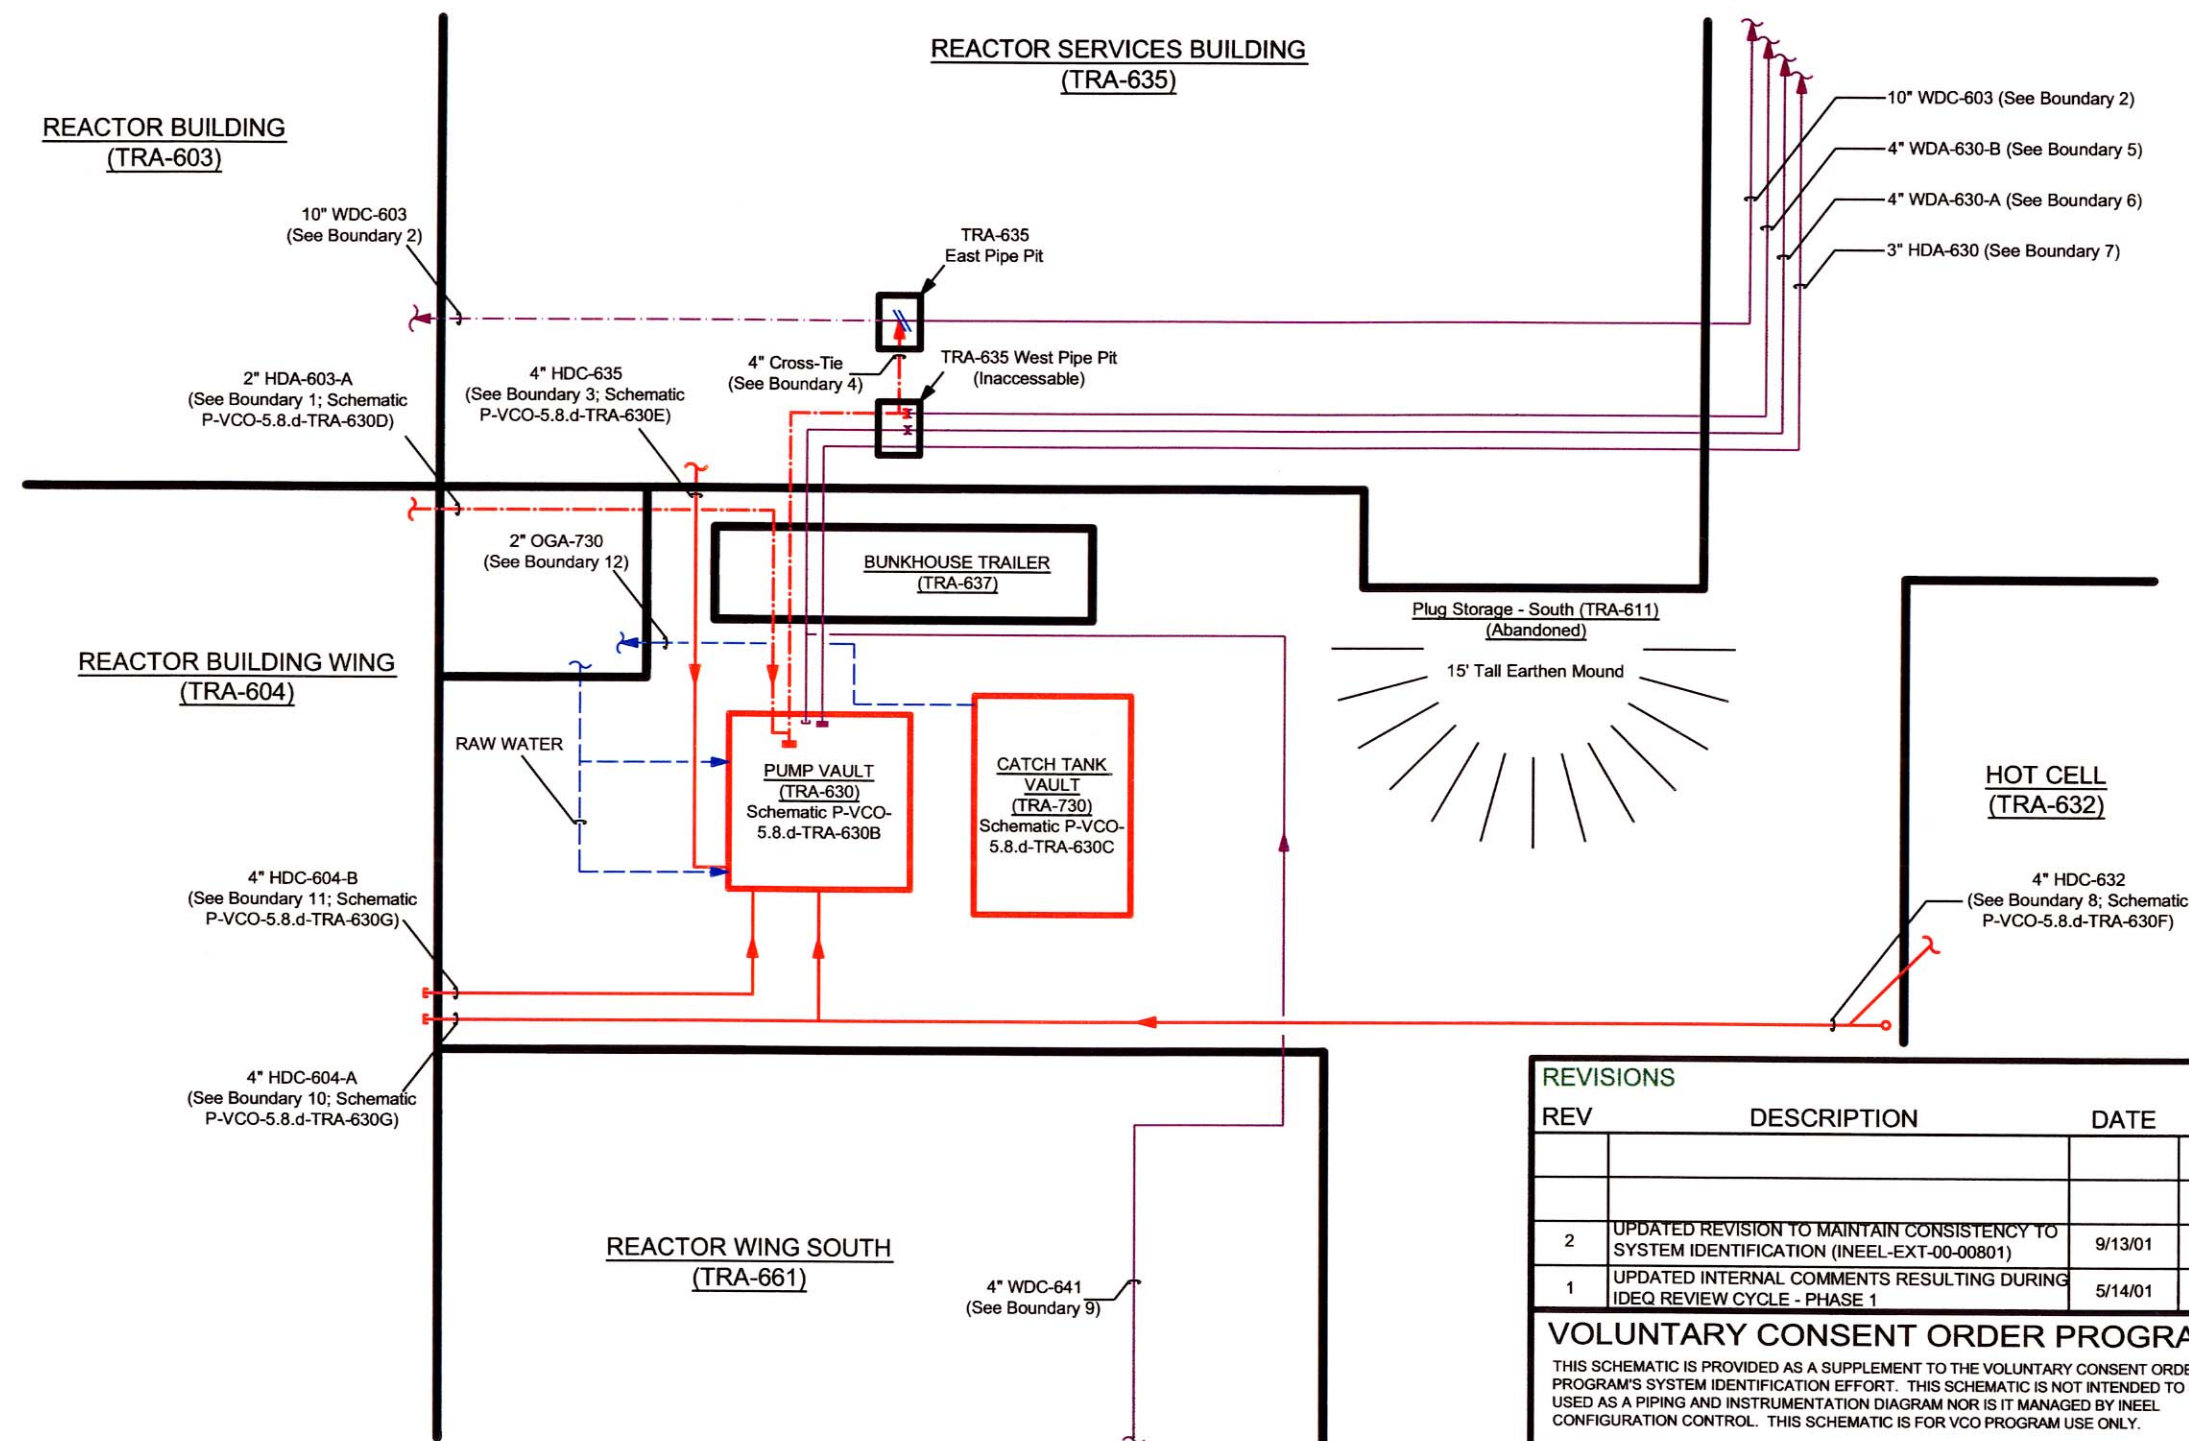 REACTOR SERVICES BUILDING
(TRA-635)
REACTOR BUILDING
(TRA-603)
10" WDC-603 (See Boundary 2)
4" WDA-630-B (See Boundary 5)
4" WDA-630-A (See Boundary 6)
3" HDA-630 (See Boundary 7)
10" WDC-603
(See Boundary 2)
TRA-635
East Pipe Pit
2" HDA-603-A
(See Boundary 1; Schematic
P-VCO-5.8.d-TRA-630D)
4" HDC-635
(See Boundary 3; Schematic
P-VCO-5.8.d-TRA-630E)
4" Cross-Tie
(See Boundary 4)
TRA-635 West Pipe Pit
(Inaccessable)
2" OGA-730
(See Boundary 12)
BUNKHOUSE TRAILER
(TRA-637)
Plug Storage - South (TRA-611)
(Abandoned)
15' Tall Earthen Mound
REACTOR BUILDING WING
(TRA-604)
RAW WATER
PUMP VAULT
(TRA-630)
Schematic P-VCO-
5.8.d-TRA-630B
CATCH TANK
VAULT
(TRA-730)
Schematic P-VCO-
5.8.d-TRA-630C
HOT CELL
(TRA-632)
4" HDC-604-B
(See Boundary 11; Schematic
P-VCO-5.8.d-TRA-630G)
4" HDC-632
(See Boundary 8; Schematic
P-VCO-5.8.d-TRA-630F)
4" HDC-604-A
(See Boundary 10; Schematic
P-VCO-5.8.d-TRA-630G)
REACTOR WING SOUTH
(TRA-661)
4" WDC-641
(See Boundary 9)
REVISIONS
REV DESCRIPTION DATE
2 UPDATED REVISION TO MAINTAIN CONSISTENCY TO SYSTEM IDENTIFICATION (INEEL-EXT-00-00801) 9/13/01
1 UPDATED INTERNAL COMMENTS RESULTING DURING IDEQ REVIEW CYCLE - PHASE 1 5/14/01
VOLUNTARY CONSENT ORDER PROGRA
THIS SCHEMATIC IS PROVIDED AS A SUPPLEMENT TO THE VOLUNTARY CONSENT ORDE
PROGRAM'S SYSTEM IDENTIFICATION EFFORT. THIS SCHEMATIC IS NOT INTENDED TO
USED AS A PIPING AND INSTRUMENTATION DIAGRAM NOR IS IT MANAGED BY INEEL
CONFIGURATION CONTROL. THIS SCHEMATIC IS FOR VCO PROGRAM USE ONLY.